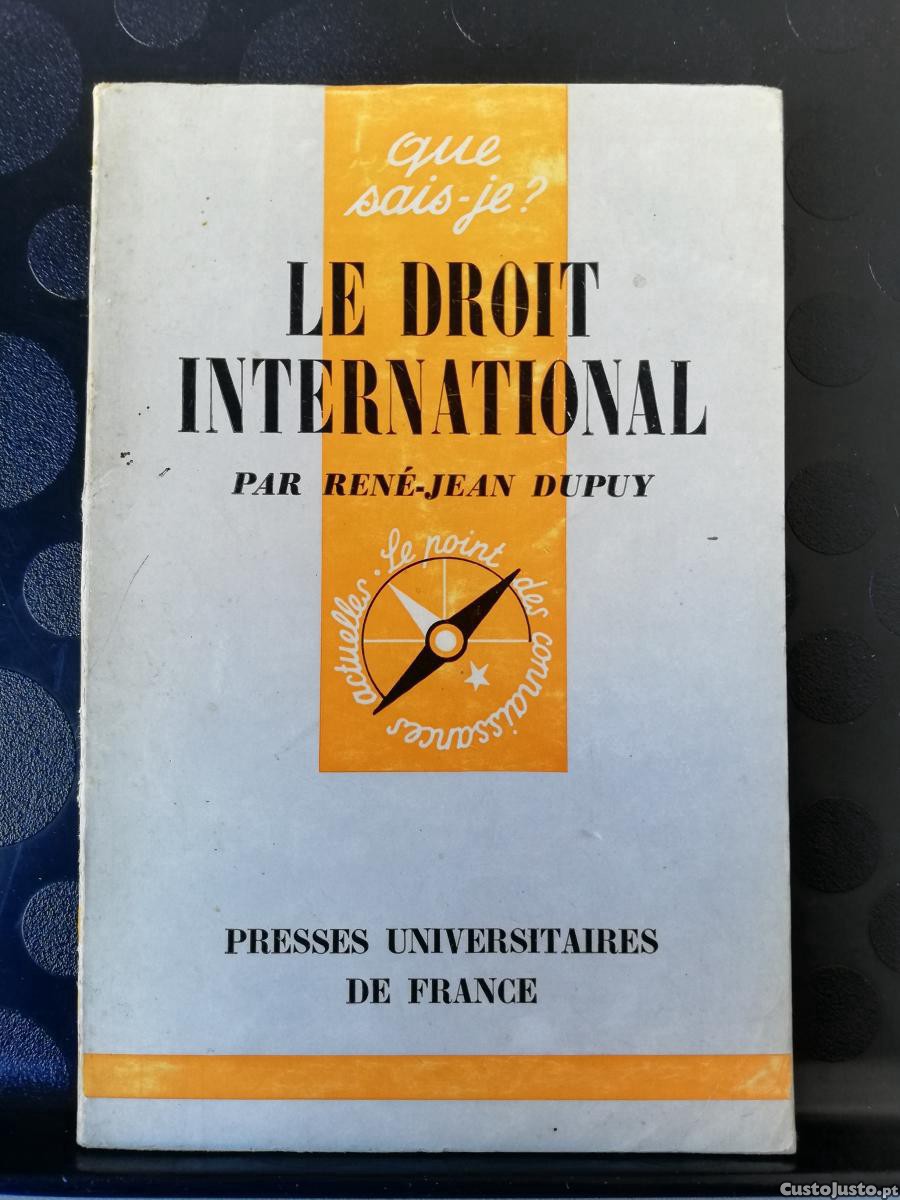 que
sais-je?
LE DROIT
INTERNATIONAL
PAR RENÉ-JEAN DUPUY
Le point des connaissances actuelles.
PRESSES UNIVERSITAIRES
DE FRANCE
CustoJusto.pt